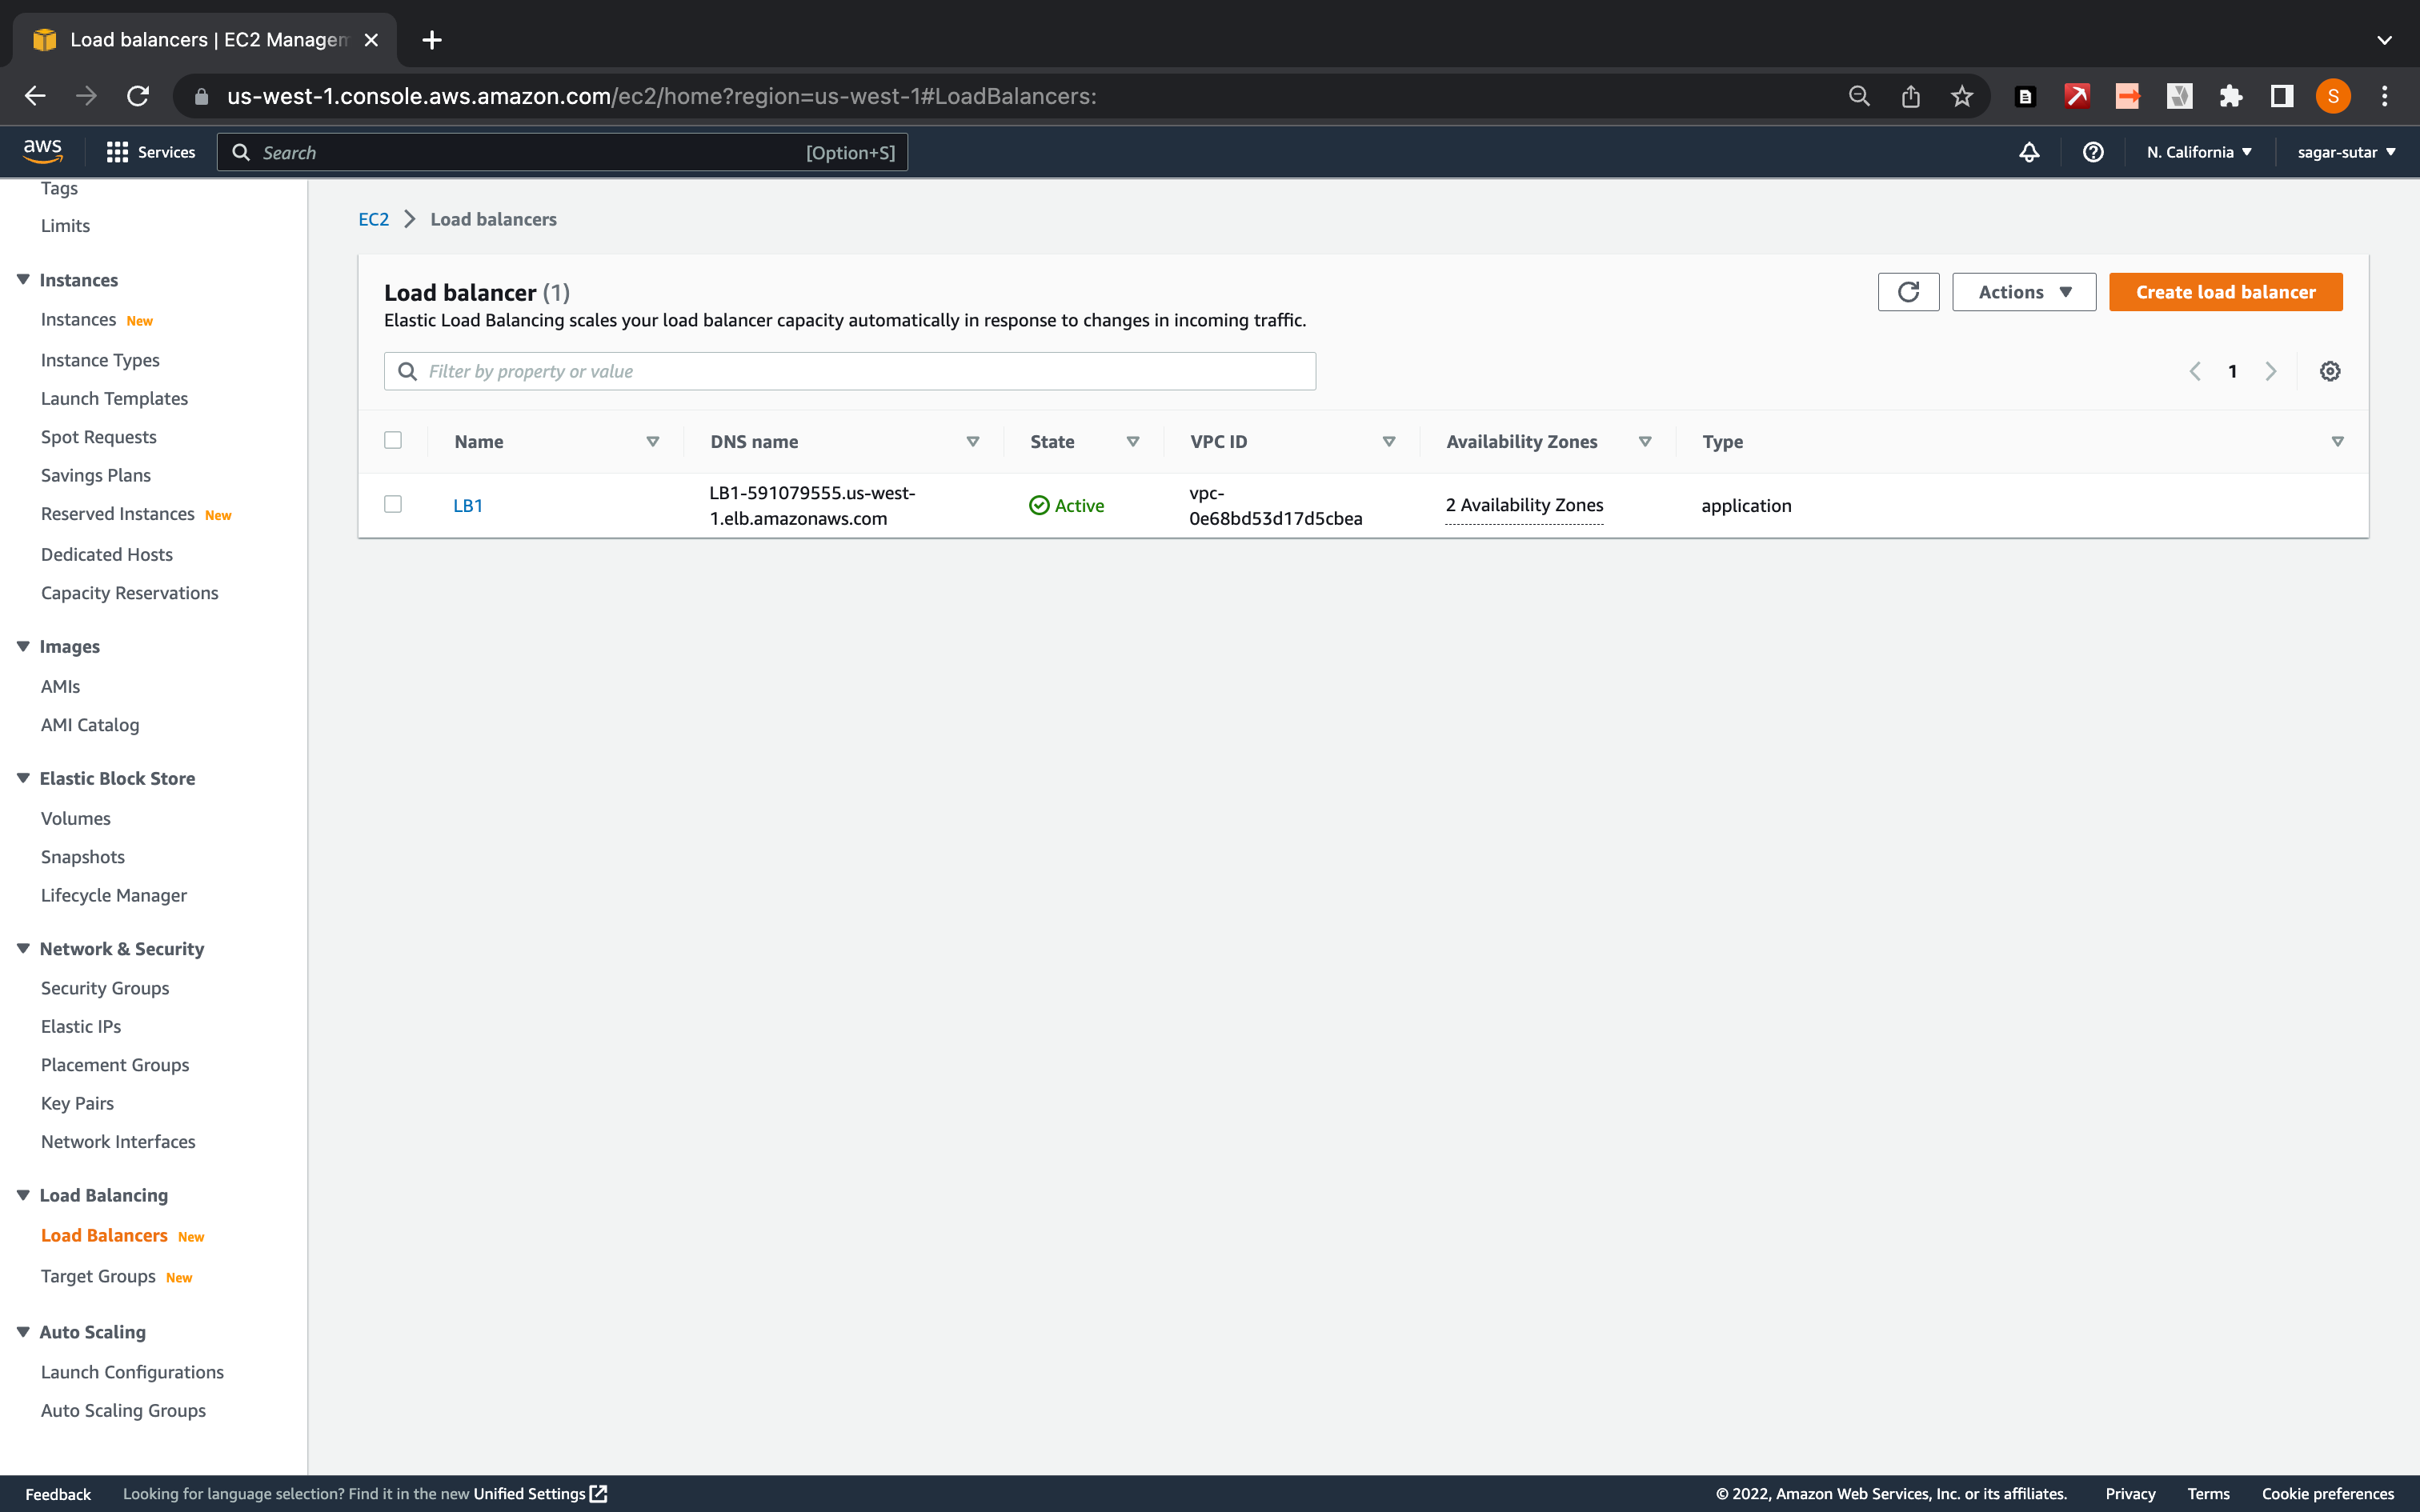 Load balancers | EC2 Managem
us-west-1.console.aws.amazon.com/ec2/home?region=us-west-1#LoadBalancers:
S
aws
Services
Search
[Option+S]
N. California
sagar-sutar
Tags
Limits
Instances
Instances New
Instance Types
Launch Templates
Spot Requests
Savings Plans
Reserved Instances New
Dedicated Hosts
Capacity Reservations
Images
AMIs
AMI Catalog
Elastic Block Store
Volumes
Snapshots
Lifecycle Manager
Network & Security
Security Groups
Elastic IPs
Placement Groups
Key Pairs
Network Interfaces
Load Balancing
Load Balancers New
Target Groups New
Auto Scaling
Launch Configurations
Auto Scaling Groups
EC2 Load balancers
Load balancer (1)
Elastic Load Balancing scales your load balancer capacity automatically in response to changes in incoming traffic.
Actions
Create load balancer
Filter by property or value
1
Name DNS name State VPC ID Availability Zones Type
LB1
LB1-591079555.us-west-
1.elb.amazonaws.com
Active
vpc-
0e68bd53d17d5cbea
2 Availability Zones
application
Feedback
Looking for language selection? Find it in the new Unified Settings
© 2022, Amazon Web Services, Inc. or its affiliates.
Privacy
Terms
Cookie preferences